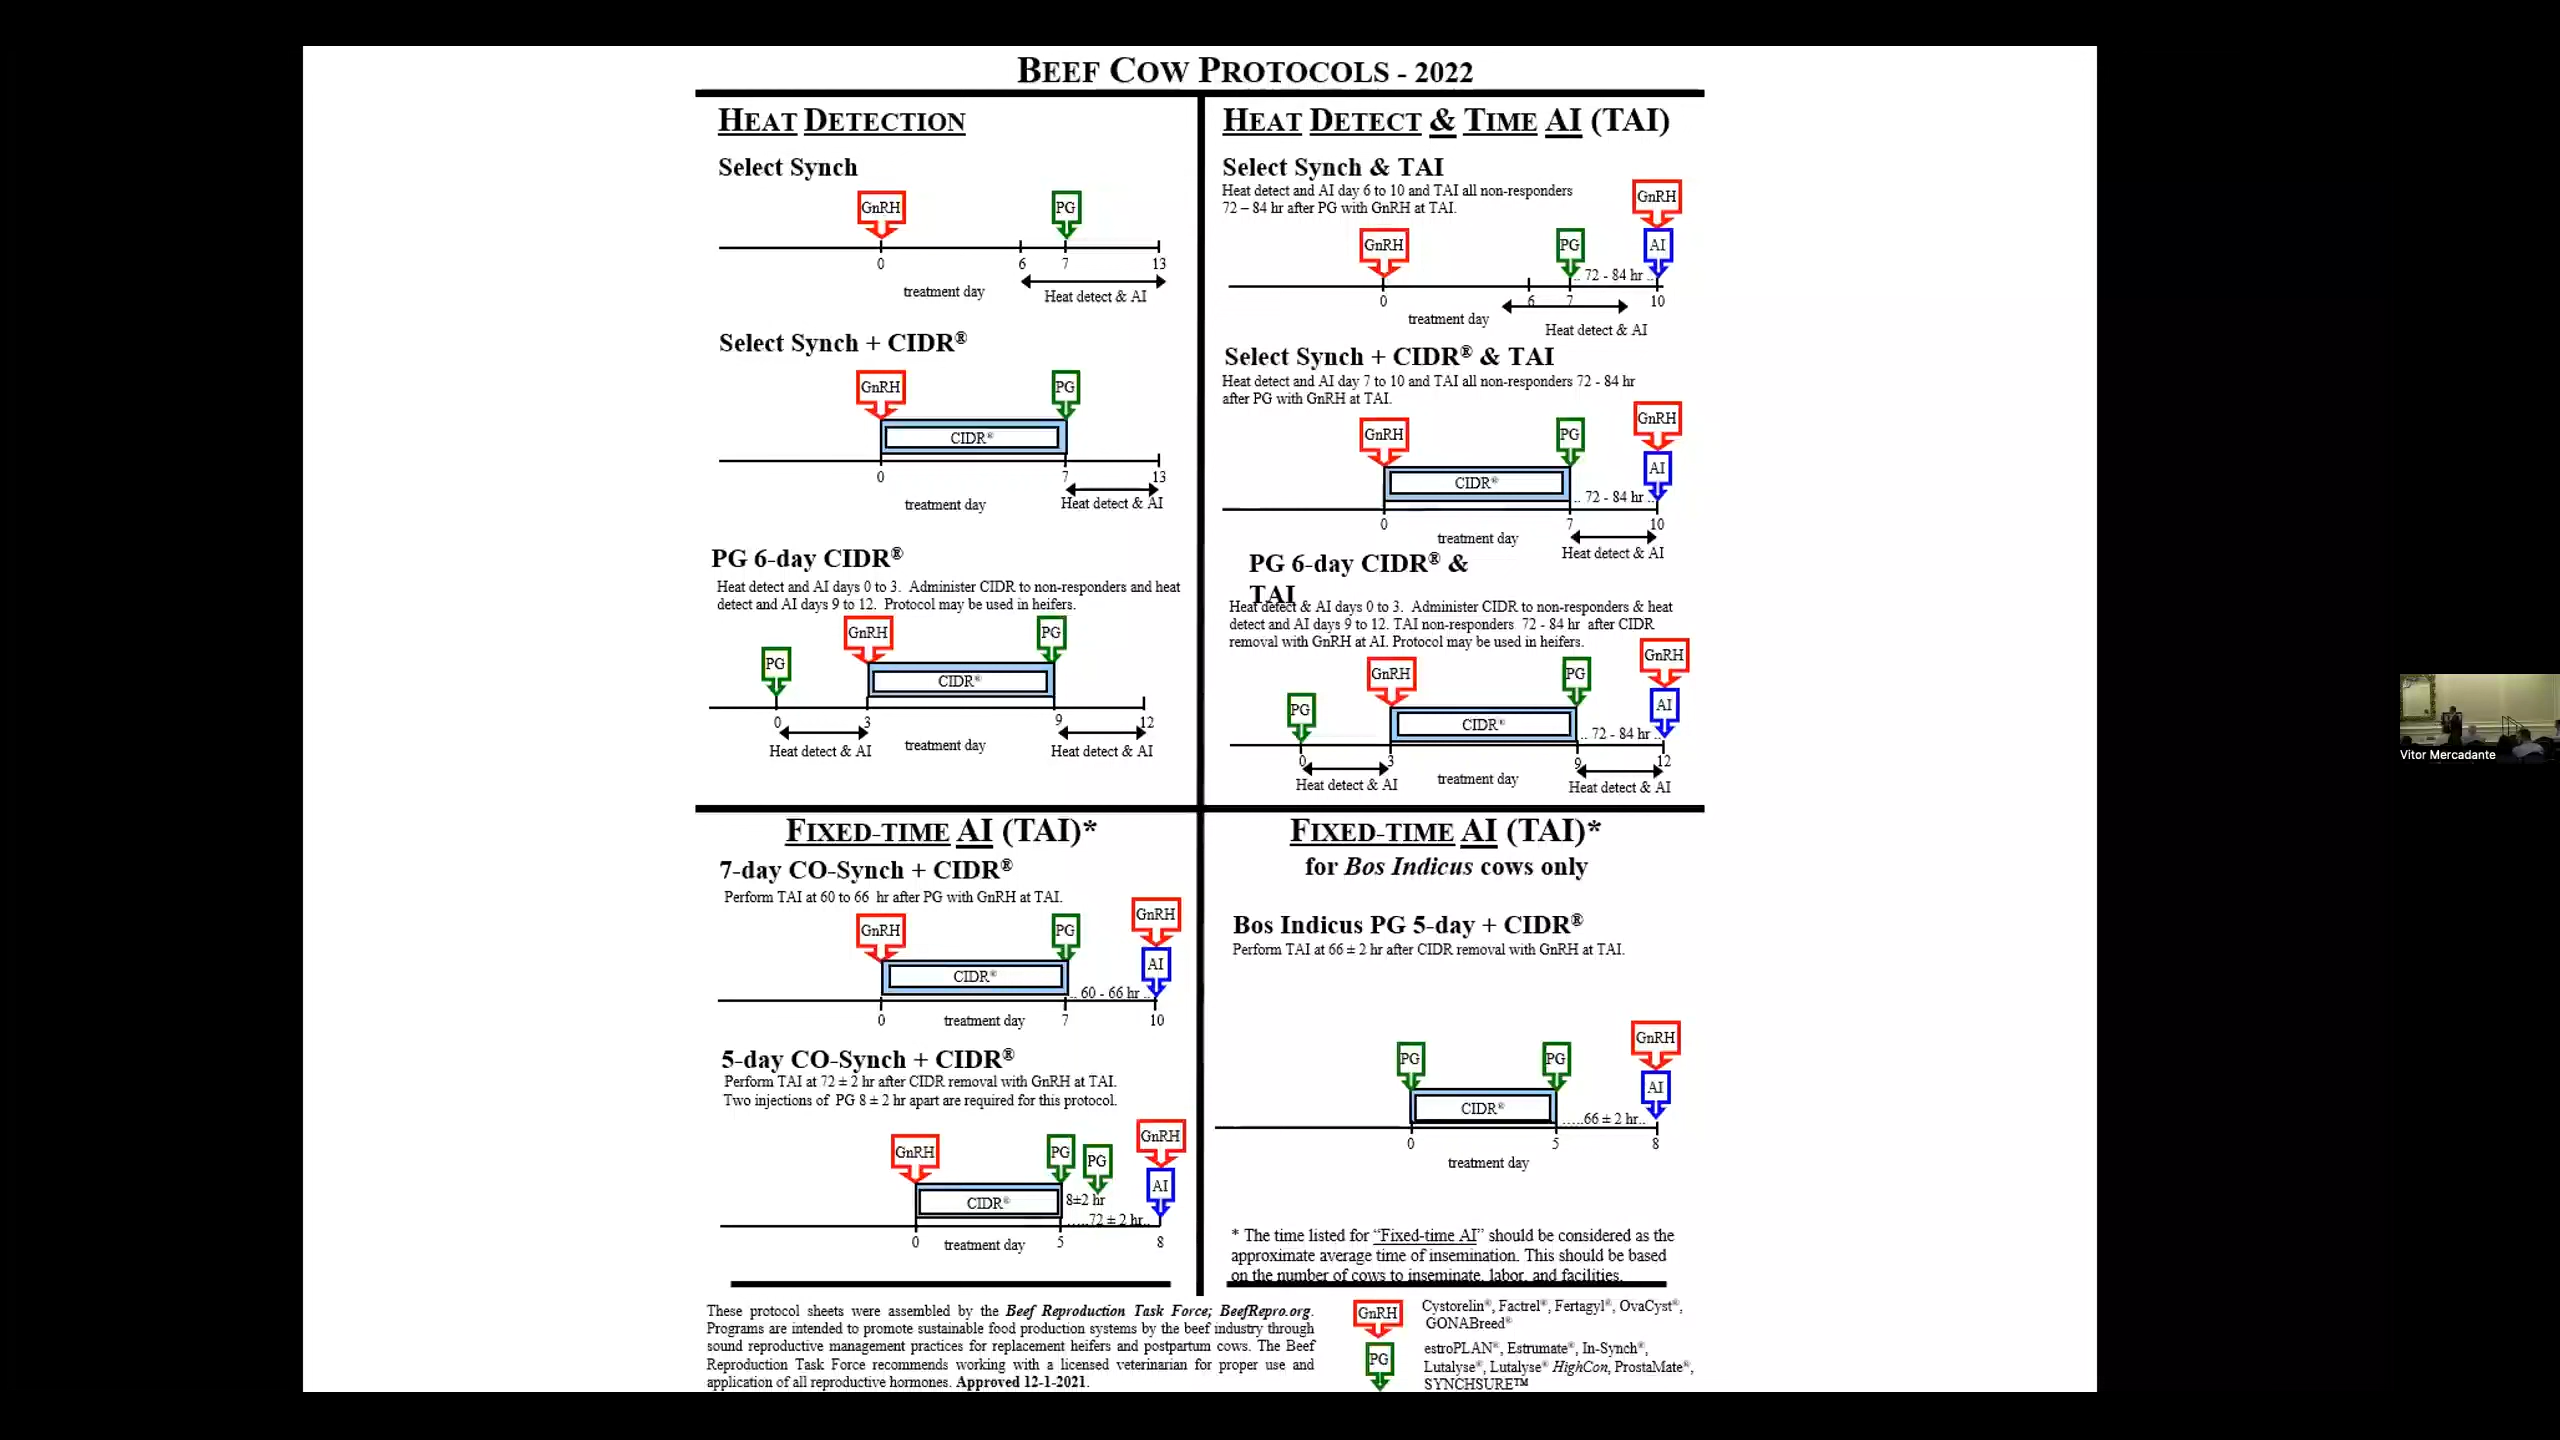 BEEF COW PROTOCOLS - 2022
HEAT DETECTION
Select Synch
GnRH
PG
0
6
7
13
treatment day
Heat detect & AI
Select Synch + CIDR®
GnRH
PG
CIDR®
0
7
13
treatment day
Heat detect & AI
PG 6-day CIDR®
Heat detect and AI days 0 to 3. Administer CIDR to non-responders and heat
detect and AI days 9 to 12. Protocol may be used in heifers.
GnRH
PG
PG
CIDR®
0
3
9
12
Heat detect & AI
treatment day
Heat detect & AI
HEAT DETECT & TIME AI (TAI)
Select Synch & TAI
Heat detect and AI day 6 to 10 and TAI all non-responders
72 – 84 hr after PG with GnRH at TAI.
GnRH
GnRH
PG
AI
.. 72 - 84 hr ..
0
6
7
10
treatment day
Heat detect & AI
Select Synch + CIDR® & TAI
Heat detect and AI day 7 to 10 and TAI all non-responders 72 - 84 hr
after PG with GnRH at TAI.
GnRH
GnRH
PG
AI
CIDR®
.. 72 - 84 hr ..
0
7
10
treatment day
Heat detect & AI
PG 6-day CIDR® &
TAI
Heat detect & AI days 0 to 3. Administer CIDR to non-responders & heat
detect and AI days 9 to 12. TAI non-responders 72 - 84 hr after CIDR
removal with GnRH at AI. Protocol may be used in heifers.
GnRH
GnRH
PG
PG
AI
CIDR®
.. 72 - 84 hr ..
0
3
9
12
Heat detect & AI
treatment day
Heat detect & AI
FIXED-TIME AI (TAI)*
7-day CO-Synch + CIDR®
Perform TAI at 60 to 66 hr after PG with GnRH at TAI.
GnRH
GnRH
PG
AI
CIDR®
.. 60 - 66 hr ..
0
treatment day
7
10
5-day CO-Synch + CIDR®
Perform TAI at 72 ± 2 hr after CIDR removal with GnRH at TAI.
Two injections of PG 8 ± 2 hr apart are required for this protocol.
GnRH
GnRH
PG
PG
AI
CIDR®
8±2 hr
.....72 ± 2 hr..
0
treatment day
5
8
FIXED-TIME AI (TAI)*
for Bos Indicus cows only
Bos Indicus PG 5-day + CIDR®
Perform TAI at 66 ± 2 hr after CIDR removal with GnRH at TAI.
GnRH
PG
PG
AI
CIDR®
.....66 ± 2 hr..
0
5
8
treatment day
* The time listed for “Fixed-time AI” should be considered as the
approximate average time of insemination. This should be based
on the number of cows to inseminate, labor, and facilities.
These protocol sheets were assembled by the Beef Reproduction Task Force; BeefRepro.org.
Programs are intended to promote sustainable food production systems by the beef industry through
sound reproductive management practices for replacement heifers and postpartum cows. The Beef
Reproduction Task Force recommends working with a licensed veterinarian for proper use and
application of all reproductive hormones. Approved 12-1-2021.
GnRH
Cystorelin®, Factrel®, Fertagyl®, OvaCyst®,
GONABreed®
PG
estroPLAN®, Estrumate®, In-Synch®,
Lutalyse®, Lutalyse® HighCon, ProstaMate®,
SYNCHSURE™
Vitor Mercadante